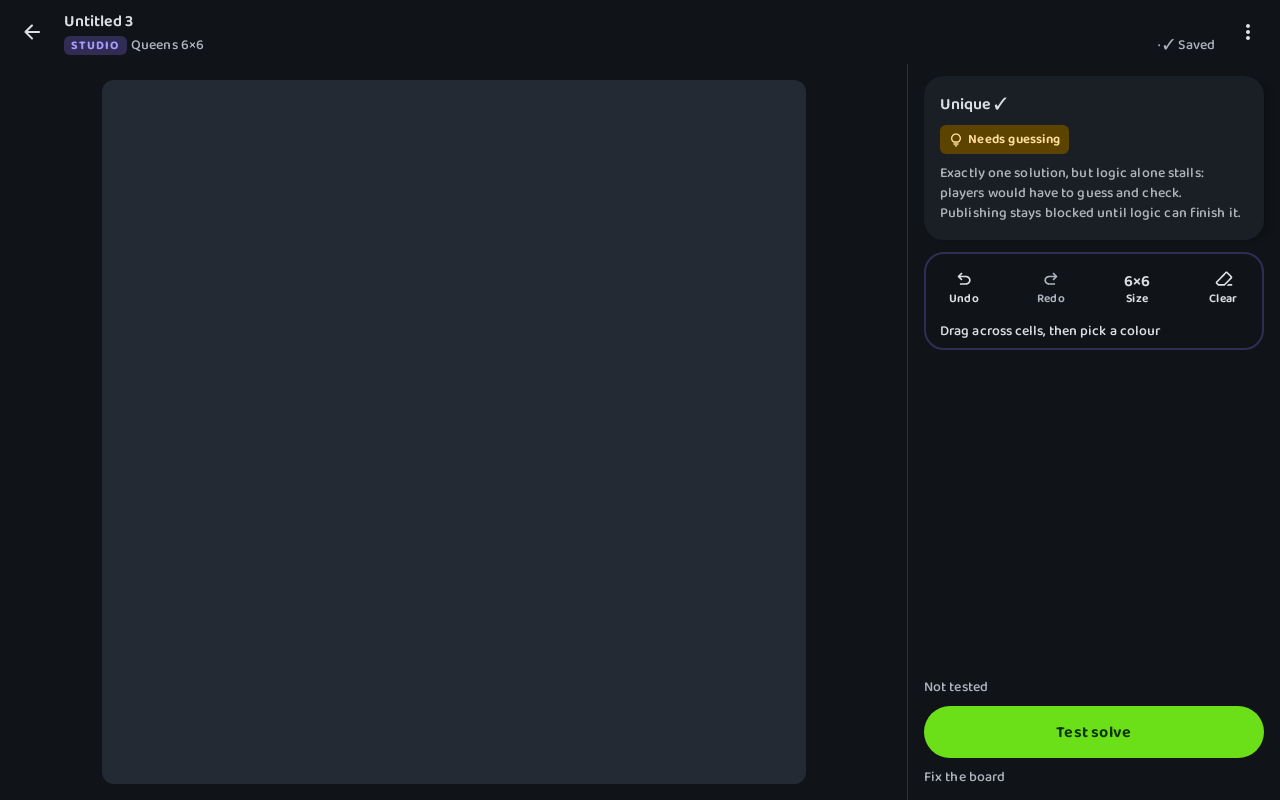 Untitled 3
STUDIO Queens 6×6
· ✓ Saved
Unique ✓
Needs guessing
Exactly one solution, but logic alone stalls:
players would have to guess and check.
Publishing stays blocked until logic can finish it.
Undo
Redo
6×6
Size
Clear
Drag across cells, then pick a colour
Not tested
Test solve
Fix the board